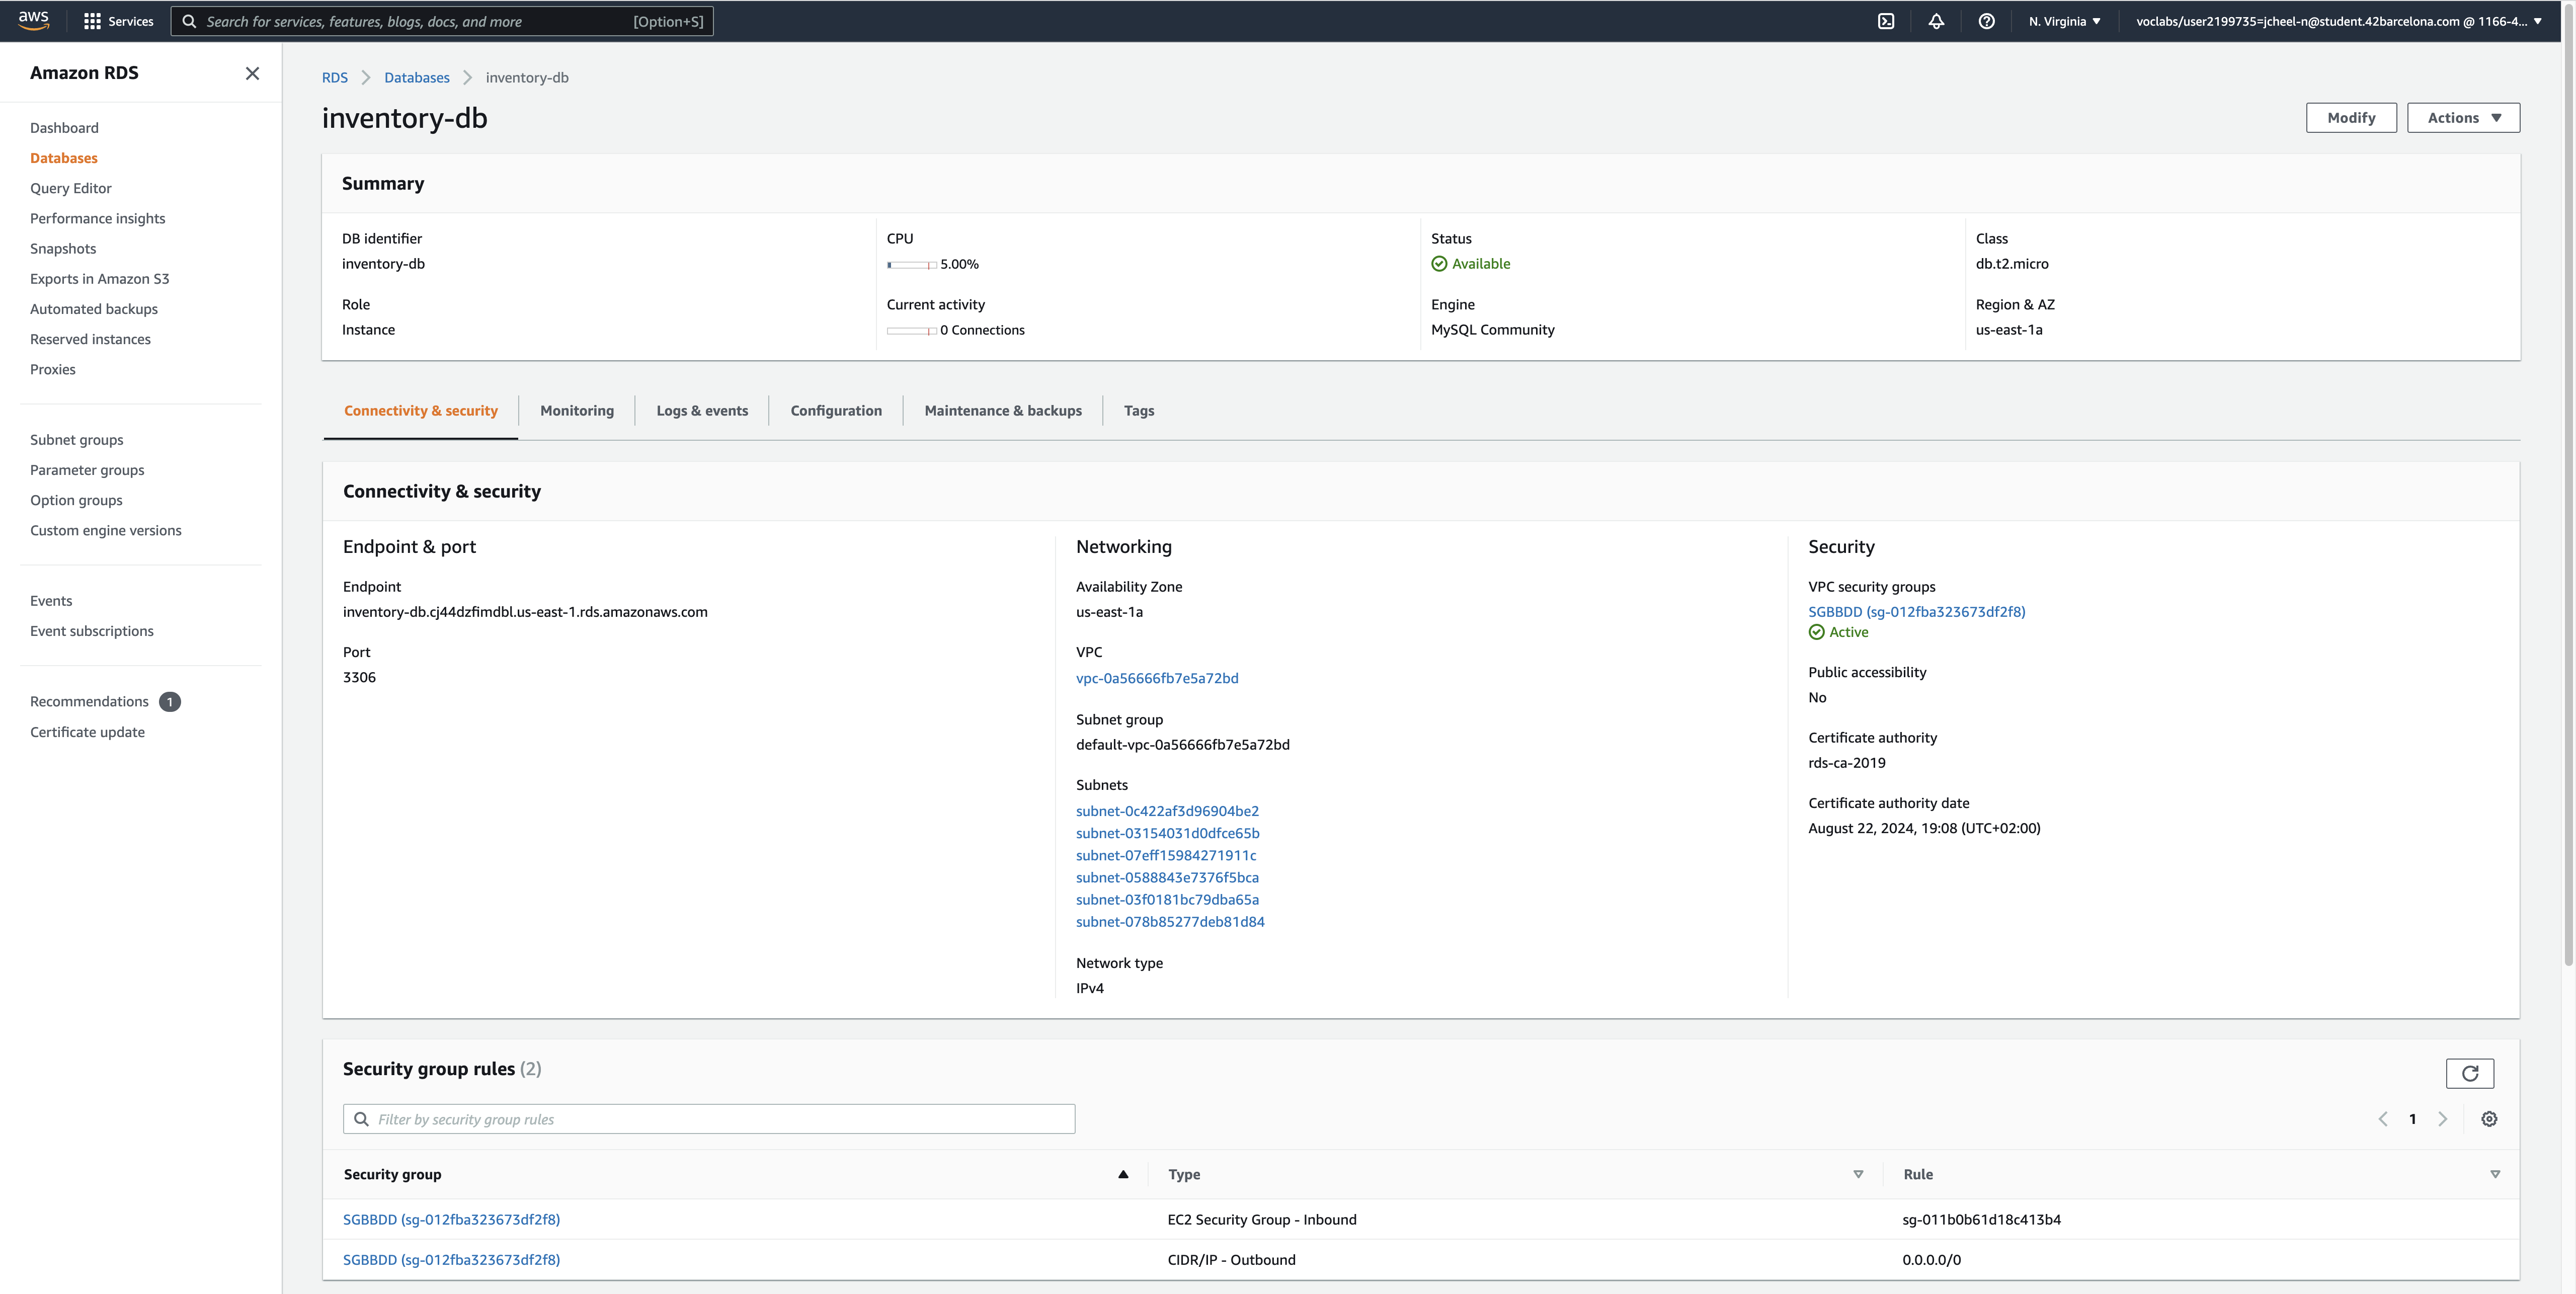 aws
Services
Search for services, features, blogs, docs, and more [Option+S]
N. Virginia
voclabs/user2199735=jcheel-n@student.42barcelona.com @ 1166-4...
Amazon RDS
Dashboard
Databases
Query Editor
Performance insights
Snapshots
Exports in Amazon S3
Automated backups
Reserved instances
Proxies
Subnet groups
Parameter groups
Option groups
Custom engine versions
Events
Event subscriptions
Recommendations 1
Certificate update
RDS Databases inventory-db
inventory-db
Modify
Actions
Summary
DB identifier
inventory-db
Role
Instance
CPU
5.00%
Current activity
0 Connections
Status
Available
Engine
MySQL Community
Class
db.t2.micro
Region & AZ
us-east-1a
Connectivity & security
Monitoring
Logs & events
Configuration
Maintenance & backups
Tags
Connectivity & security
Endpoint & port
Endpoint
inventory-db.cj44dzfimdbl.us-east-1.rds.amazonaws.com
Port
3306
Networking
Availability Zone
us-east-1a
VPC
vpc-0a56666fb7e5a72bd
Subnet group
default-vpc-0a56666fb7e5a72bd
Subnets
subnet-0c422af3d96904be2
subnet-03154031d0dfce65b
subnet-07eff15984271911c
subnet-0588843e7376f5bca
subnet-03f0181bc79dba65a
subnet-078b85277deb81d84
Network type
IPv4
Security
VPC security groups
SGBBDD (sg-012fba323673df2f8)
Active
Public accessibility
No
Certificate authority
rds-ca-2019
Certificate authority date
August 22, 2024, 19:08 (UTC+02:00)
Security group rules (2)
Filter by security group rules
1
Security group Type Rule
SGBBDD (sg-012fba323673df2f8) EC2 Security Group - Inbound sg-011b0b61d18c413b4
SGBBDD (sg-012fba323673df2f8) CIDR/IP - Outbound 0.0.0.0/0